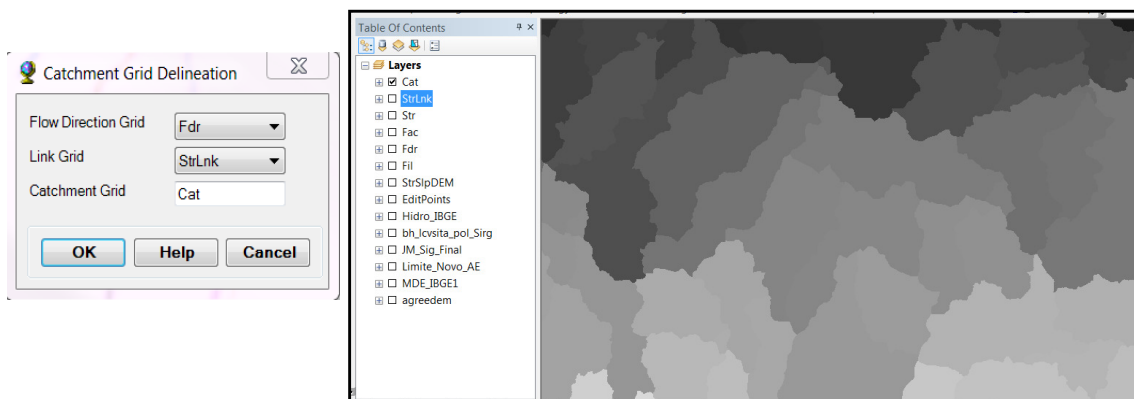 Catchment Grid Delineation
Flow Direction Grid Fdr
Link Grid StrLnk
Catchment Grid Cat
OK Help Cancel
Table Of Contents
Layers
Cat
StrLnk
Str
Fac
Fdr
Fil
StrSlpDEM
EditPoints
Hidro_IBGE
bh_lcvsita_pol_Sirg
JM_Sig_Final
Limite_Novo_AE
MDE_IBGE1
agreedem